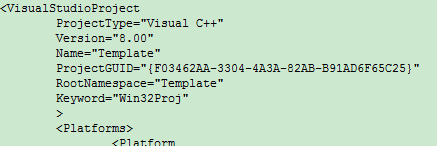 <VisualStudioProject
ProjectType="Visual C++"
Version="8.00"
Name="Template"
ProjectGUID="{F03462AA-3304-4A3A-82AB-B91AD6F65C25}"
RootNamespace="Template"
Keyword="Win32Proj"
>
<Platforms>
<Platform